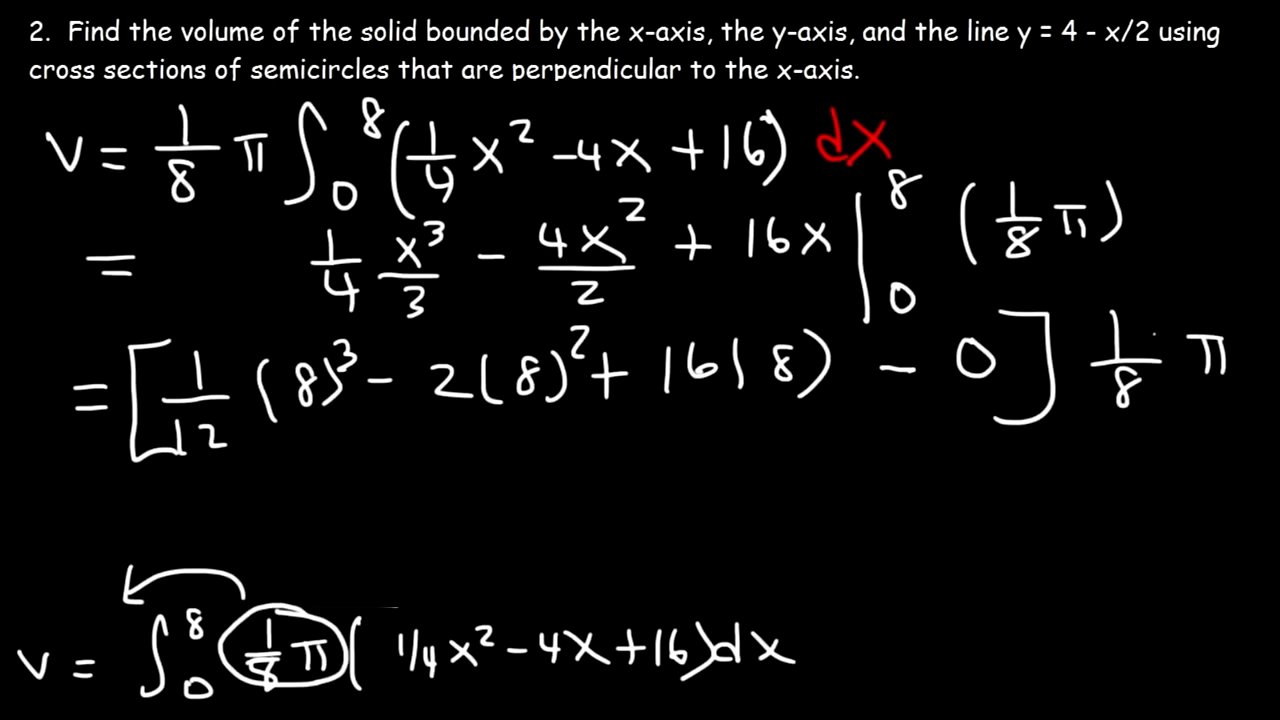 2. Find the volume of the solid bounded by the x-axis, the y-axis, and the line y = 4 - x/2 using
cross sections of semicircles that are perpendicular to the x-axis.
V = 1/8 π ∫₀⁸ (1/4 x² - 4x + 16) dx
= 1/4 x³/3 - 4x²/2 + 16x |₀⁸ (1/8 π)
= [1/12 (8)³ - 2(8)² + 16(8) - 0] 1/8 π
V = ∫₀⁸ 1/8 π ( 1/4 x² - 4x + 16)dx